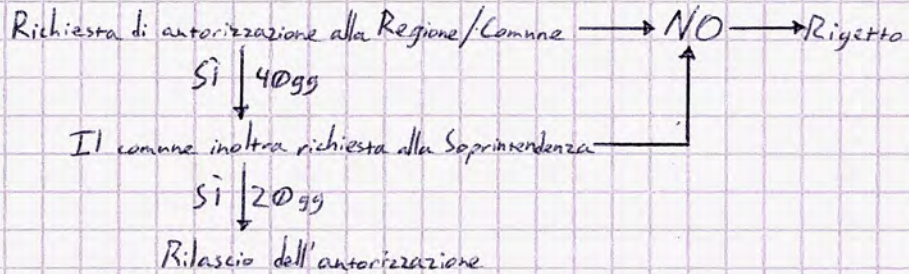 Richiesta di autorizzazione alla Regione/Comune → NO → Rigetto
Sì ↓ 40gg
Il comune inoltra richiesta alla Soprintendenza
Sì ↓ 20gg
Rilascio dell'autorizzazione